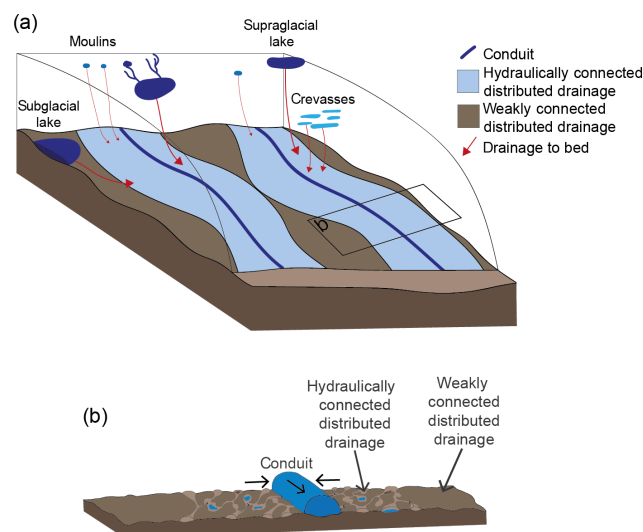 (a)
Moulins
Supraglacial
lake
Conduit
Hydraulically connected
distributed drainage
Weakly connected
distributed drainage
Drainage to bed
Crevasses
Subglacial
lake
b
(b)
Hydraulically
connected
distributed
drainage
Weakly
connected
distributed
drainage
Conduit